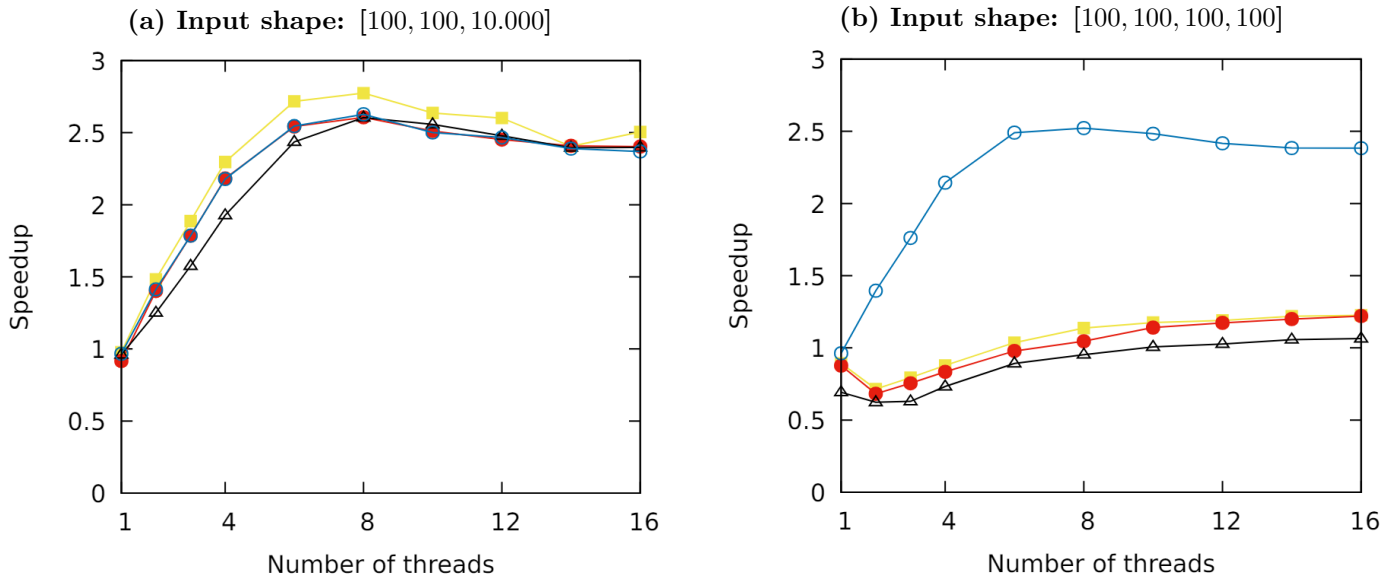 (a) Input shape: [100, 100, 10.000]
3
2.5
2
1.5
1
0.5
0
Speedup
1 4 8 12 16
Number of threads
(b) Input shape: [100, 100, 100, 100]
3
2.5
2
1.5
1
0.5
0
Speedup
1 4 8 12 16
Number of threads